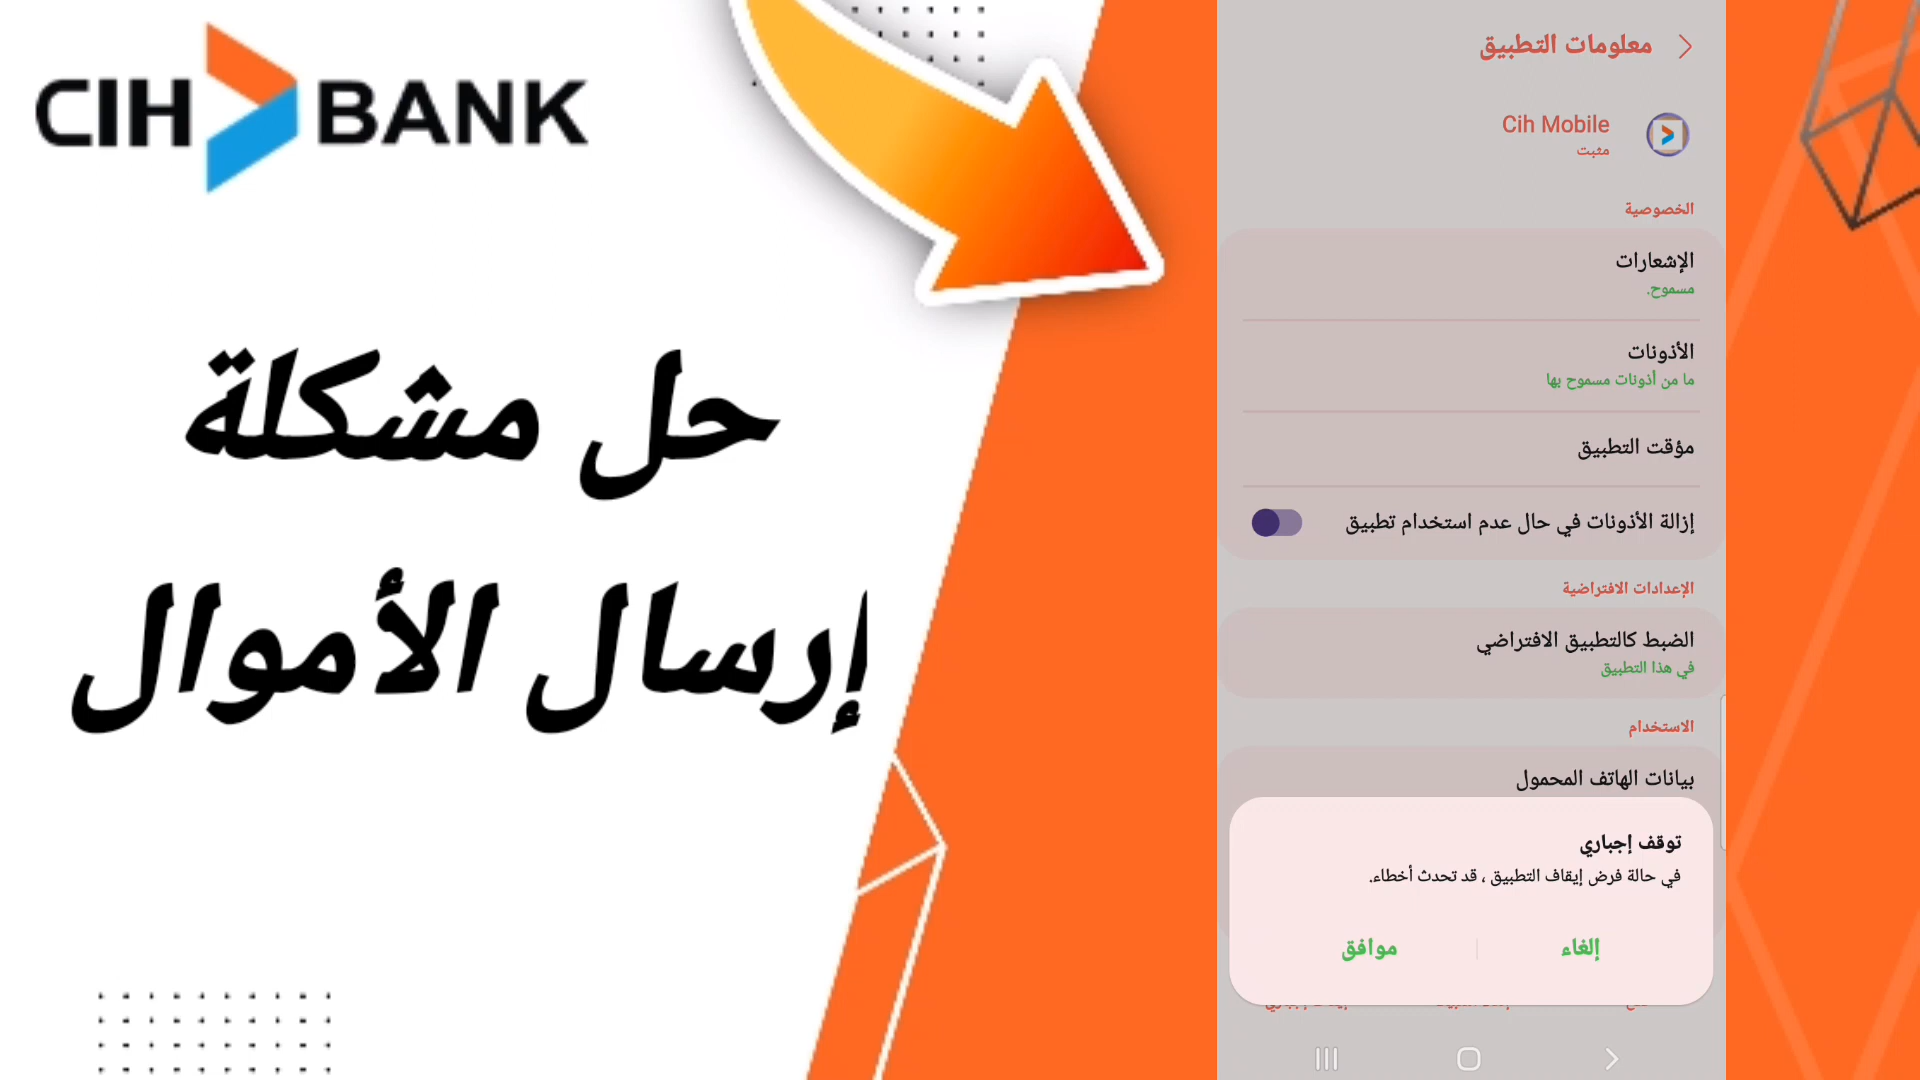 CIH BANK
حل مشكلة
إرسال الأموال
معلومات التطبيق
Cih Mobile
مثبت
الخصوصية
الإشعارات
مسموح.
الأذونات
ما من أذونات مسموح بها
مؤقت التطبيق
إزالة الأذونات في حال عدم استخدام تطبيق
الإعدادات الافتراضية
الضبط كالتطبيق الافتراضي
في هذا التطبيق
الاستخدام
بيانات الهاتف المحمول
توقف إجباري
في حالة فرض إيقاف التطبيق ، قد تحدث أخطاء.
إلغاء
موافق